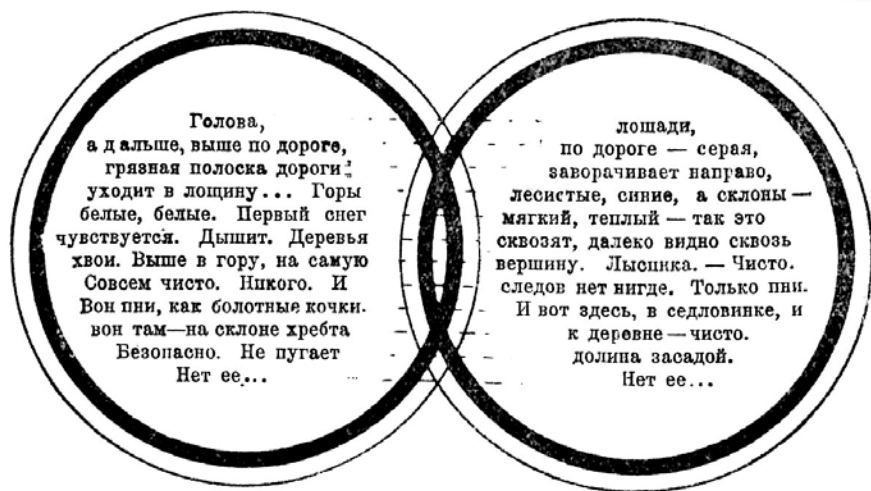 Голова, лошади,
а дальше, выше по дороге, по дороге — серая,
грязная полоска дороги заворачивает направо,
уходит в лощину... Горы лесистые, синие, а склоны —
белые, белые. Первый снег мягкий, теплый — так это
чувствуется. Дышит. Деревья сквозят, далеко видно сквозь
хвои. Выше в гору, на самую вершину. Лысинка. — Чисто.
Совсем чисто. Никого. И следов нет нигде. Только пни.
Вон пни, как болотные кочки. И вот здесь, в седловинке, и
вон там—на склоне хребта к деревне — чисто.
Безопасно. Не пугает долина засадой.
Нет ее... Нет ее...